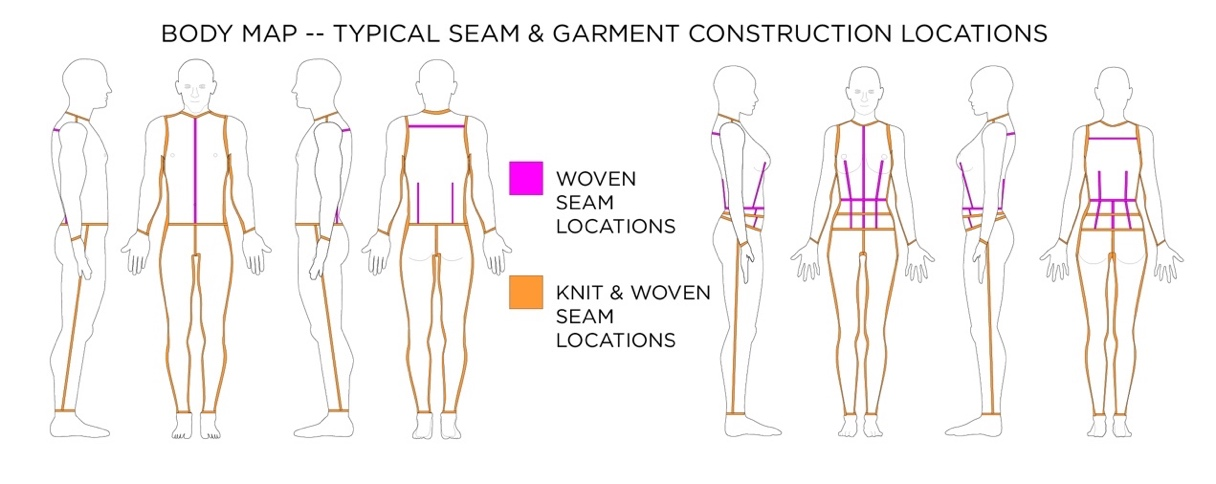 BODY MAP -- TYPICAL SEAM & GARMENT CONSTRUCTION LOCATIONS
WOVEN
SEAM
LOCATIONS
KNIT & WOVEN
SEAM
LOCATIONS